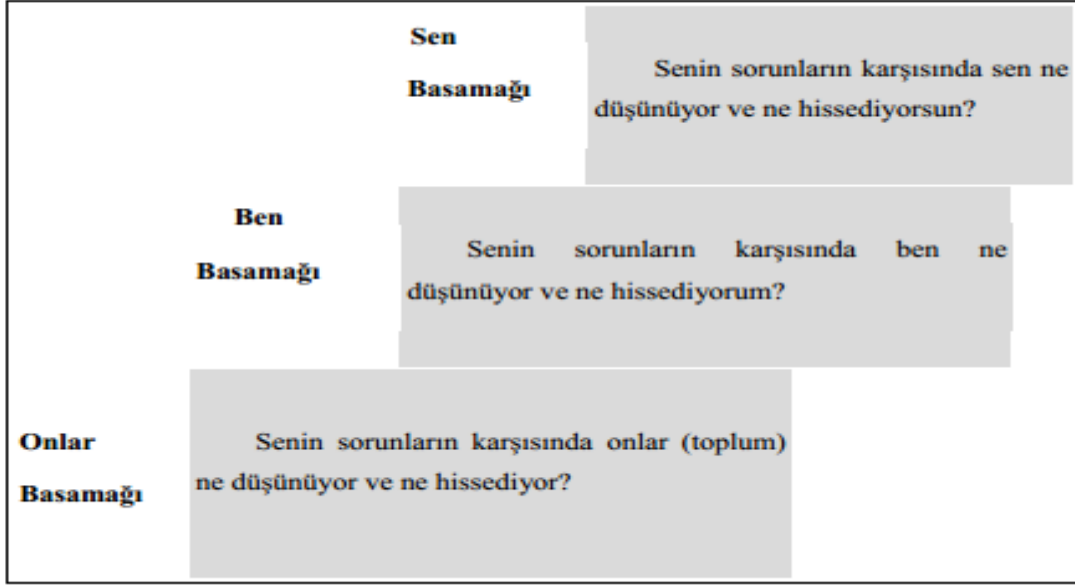 Sen
Basamağı
Senin sorunların karşısında sen ne
düşünüyor ve ne hissediyorsun?
Ben
Basamağı
Senin sorunların karşısında ben ne
düşünüyor ve ne hissediyorum?
Onlar
Basamağı
Senin sorunların karşısında onlar (toplum)
ne düşünüyor ve ne hissediyor?